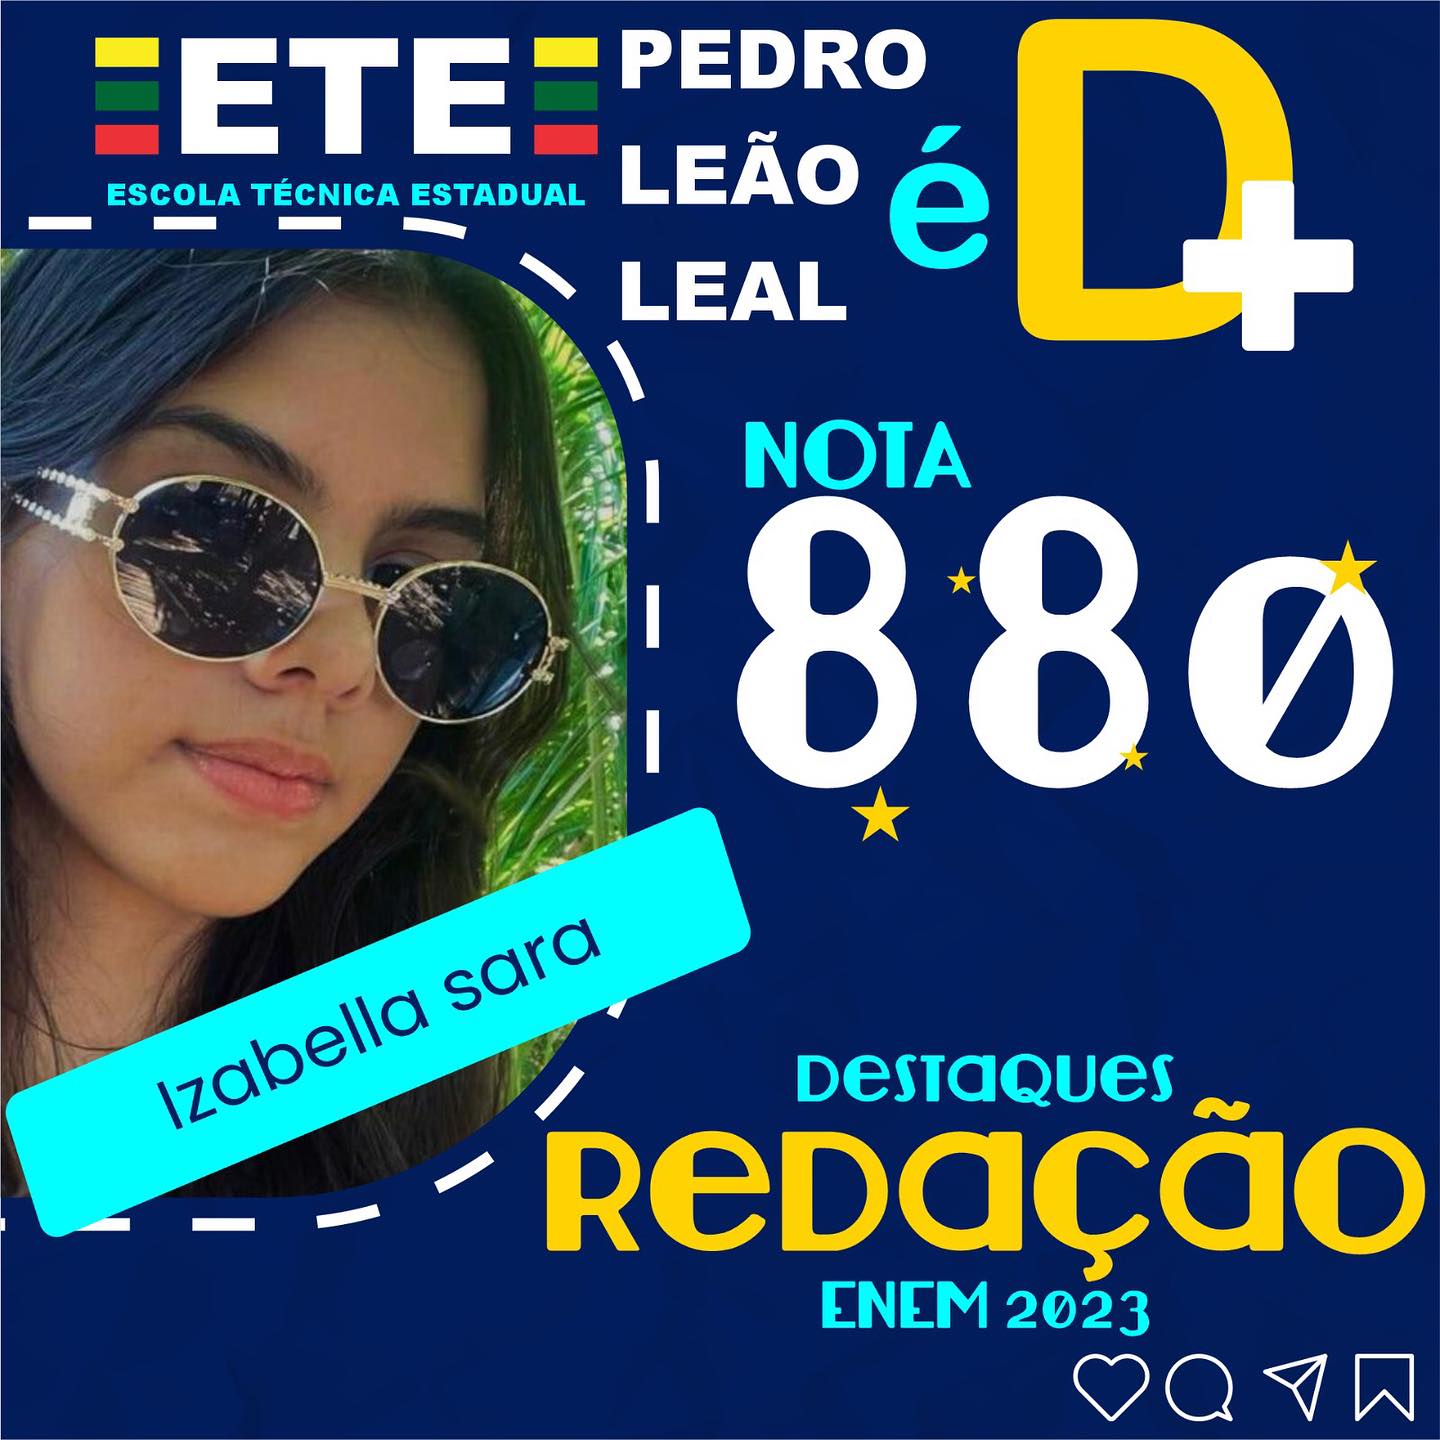 ETE
ESCOLA TÉCNICA ESTADUAL
PEDRO
LEÃO
LEAL
é
D+
NOTA
880
Izabella sara
DESTAQUES
REDAÇÃO
ENEM 2023